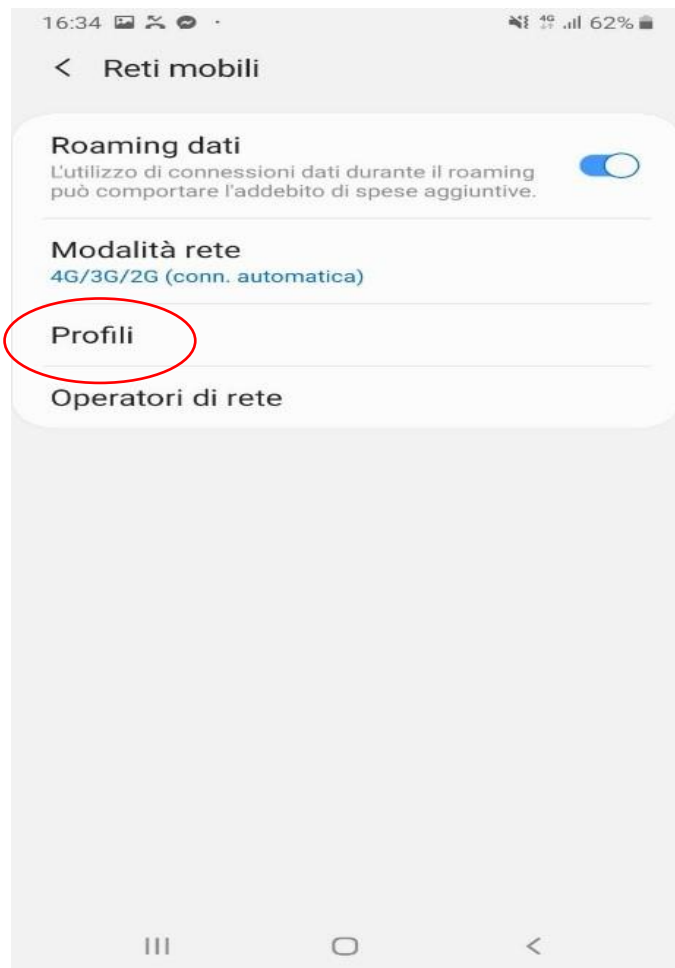 16:34 4G 62%
Reti mobili
Roaming dati
L'utilizzo di connessioni dati durante il roaming
può comportare l'addebito di spese aggiuntive.
Modalità rete
4G/3G/2G (conn. automatica)
Profili
Operatori di rete